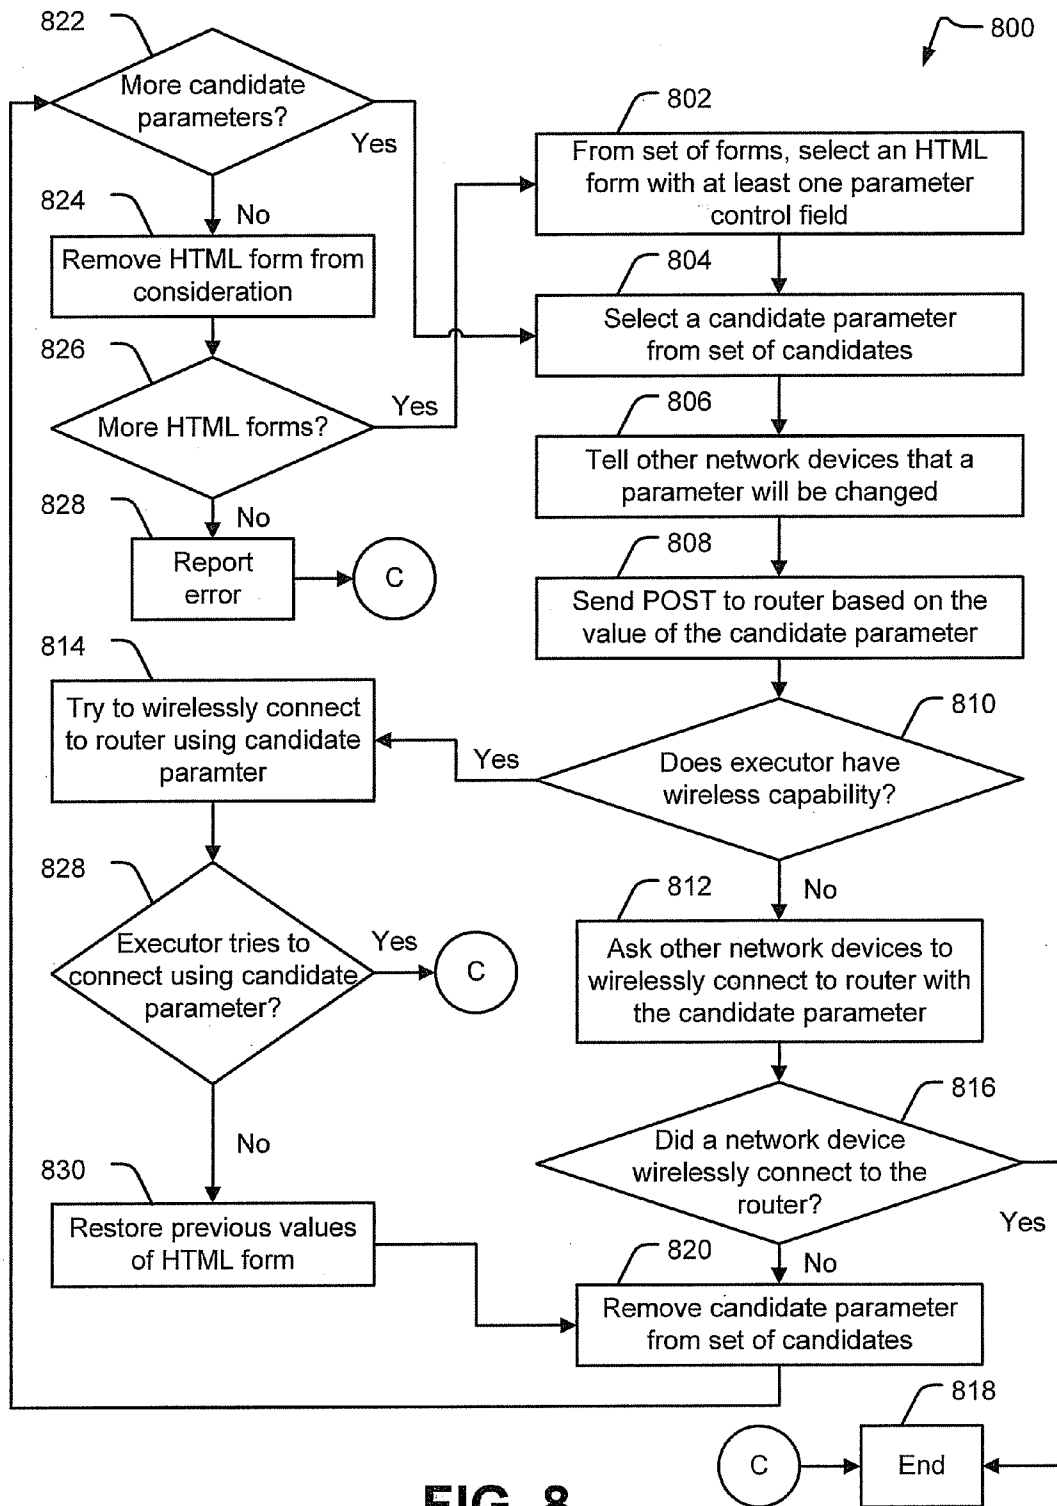 822
800
More candidate
parameters?
Yes
802
From set of forms, select an HTML
form with at least one parameter
control field
824
No
Remove HTML form from
consideration
804
Select a candidate parameter
from set of candidates
826
More HTML forms?
Yes
806
Tell other network devices that a
parameter will be changed
828
No
Report
error
C
808
Send POST to router based on the
value of the candidate parameter
814
Try to wirelessly connect
to router using candidate
paramter
Yes
810
Does executor have
wireless capability?
828
Executor tries to
connect using candidate
parameter?
Yes
C
No
812
Ask other network devices to
wirelessly connect to router with
the candidate parameter
816
Did a network device
wirelessly connect to the
router?
Yes
No
830
Restore previous values
of HTML form
820
No
Remove candidate parameter
from set of candidates
818
C
End
FIG. 8